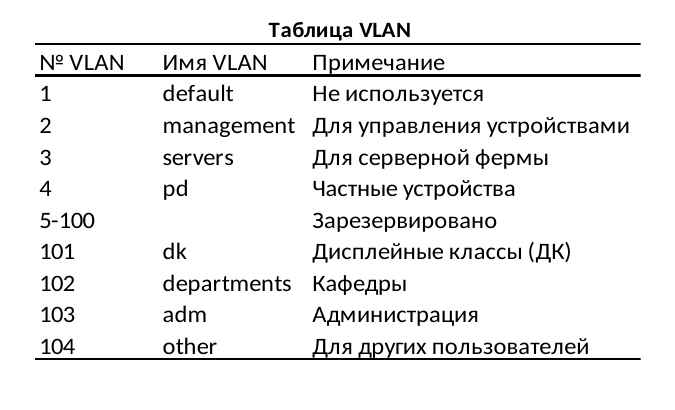 Таблица VLAN
№ VLAN Имя VLAN Примечание
1 default Не используется
2 management Для управления устройствами
3 servers Для серверной фермы
4 pd Частные устройства
5-100 Зарезервировано
101 dk Дисплейные классы (ДК)
102 departments Кафедры
103 adm Администрация
104 other Для других пользователей